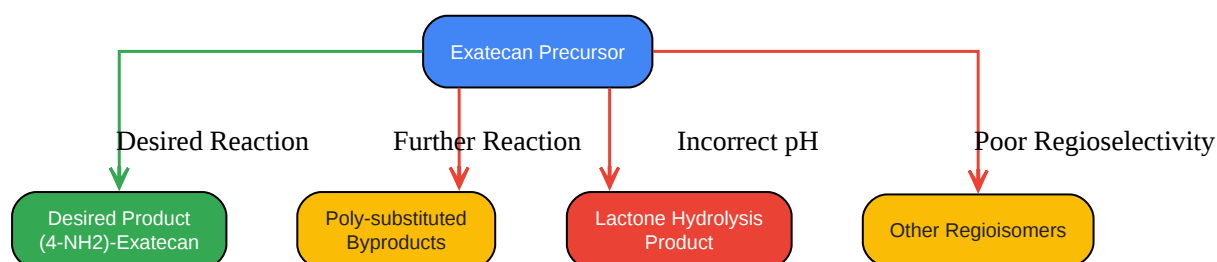 Exatecan Precursor
Desired Reaction
Further Reaction
Incorrect pH
Poor Regioselectivity
Desired Product
(4-NH2)-Exatecan
Poly-substituted
Byproducts
Lactone Hydrolysis
Product
Other Regioisomers